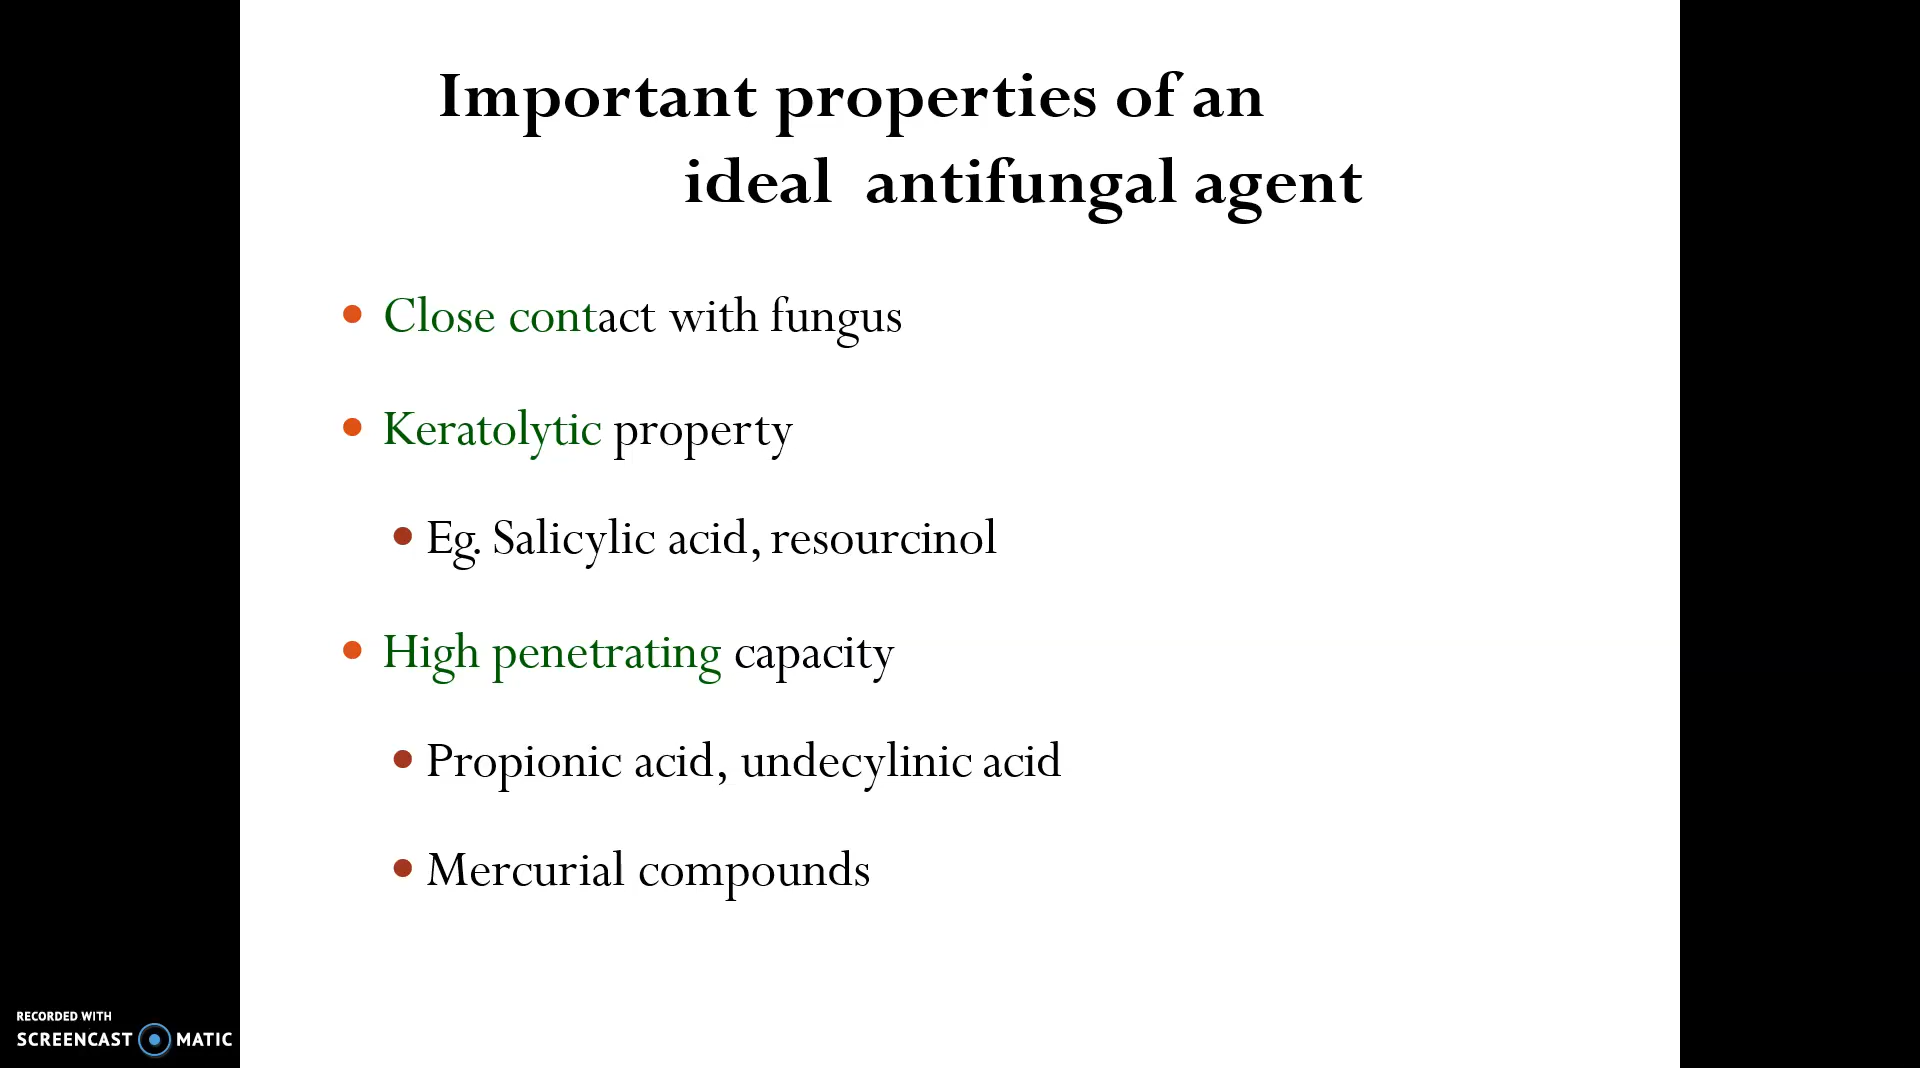 Important properties of an
ideal antifungal agent
• Close contact with fungus
• Keratolytic property
• Eg. Salicylic acid, resourcinol
• High penetrating capacity
• Propionic acid, undecylinic acid
• Mercurial compounds
RECORDED WITH
SCREENCAST MATIC